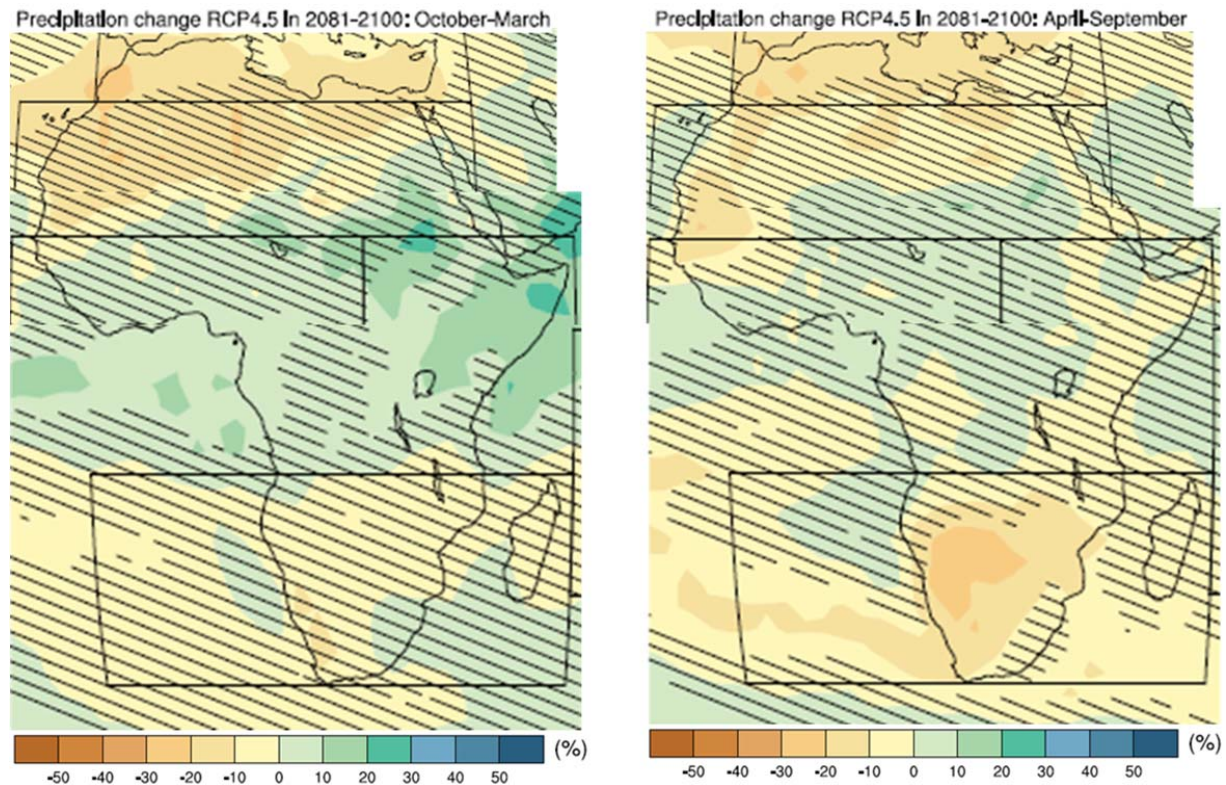 Precipitation change RCP4.5 in 2081-2100: October-March
Precipitation change RCP4.5 in 2081-2100: April-September
-50 -40 -30 -20 -10 0 10 20 30 40 50 (%)
-50 -40 -30 -20 -10 0 10 20 30 40 50 (%)